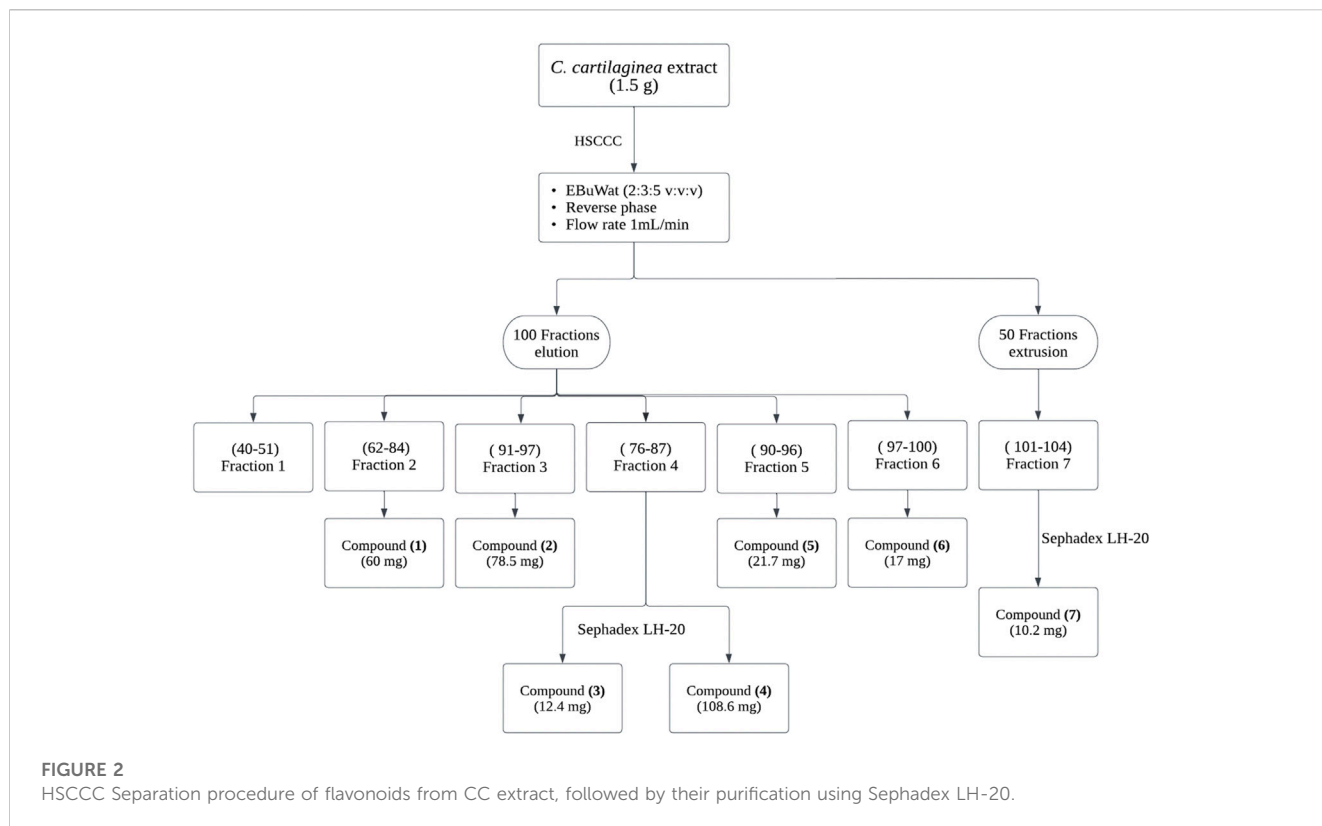 C. cartilaginea extract
(1.5 g)
HSCCC
• EBuWat (2:3:5 v:v:v)
• Reverse phase
• Flow rate 1mL/min
100 Fractions
elution
50 Fractions
extrusion
(40-51)
Fraction 1
(62-84)
Fraction 2
( 91-97)
Fraction 3
( 76-87)
Fraction 4
( 90-96)
Fraction 5
( 97-100)
Fraction 6
( 101-104)
Fraction 7
Compound (1)
(60 mg)
Compound (2)
(78.5 mg)
Compound (5)
(21.7 mg)
Compound (6)
(17 mg)
Sephadex LH-20
Compound (7)
(10.2 mg)
Sephadex LH-20
Compound (3)
(12.4 mg)
Compound (4)
(108.6 mg)
FIGURE 2
HSCCC Separation procedure of flavonoids from CC extract, followed by their purification using Sephadex LH-20.